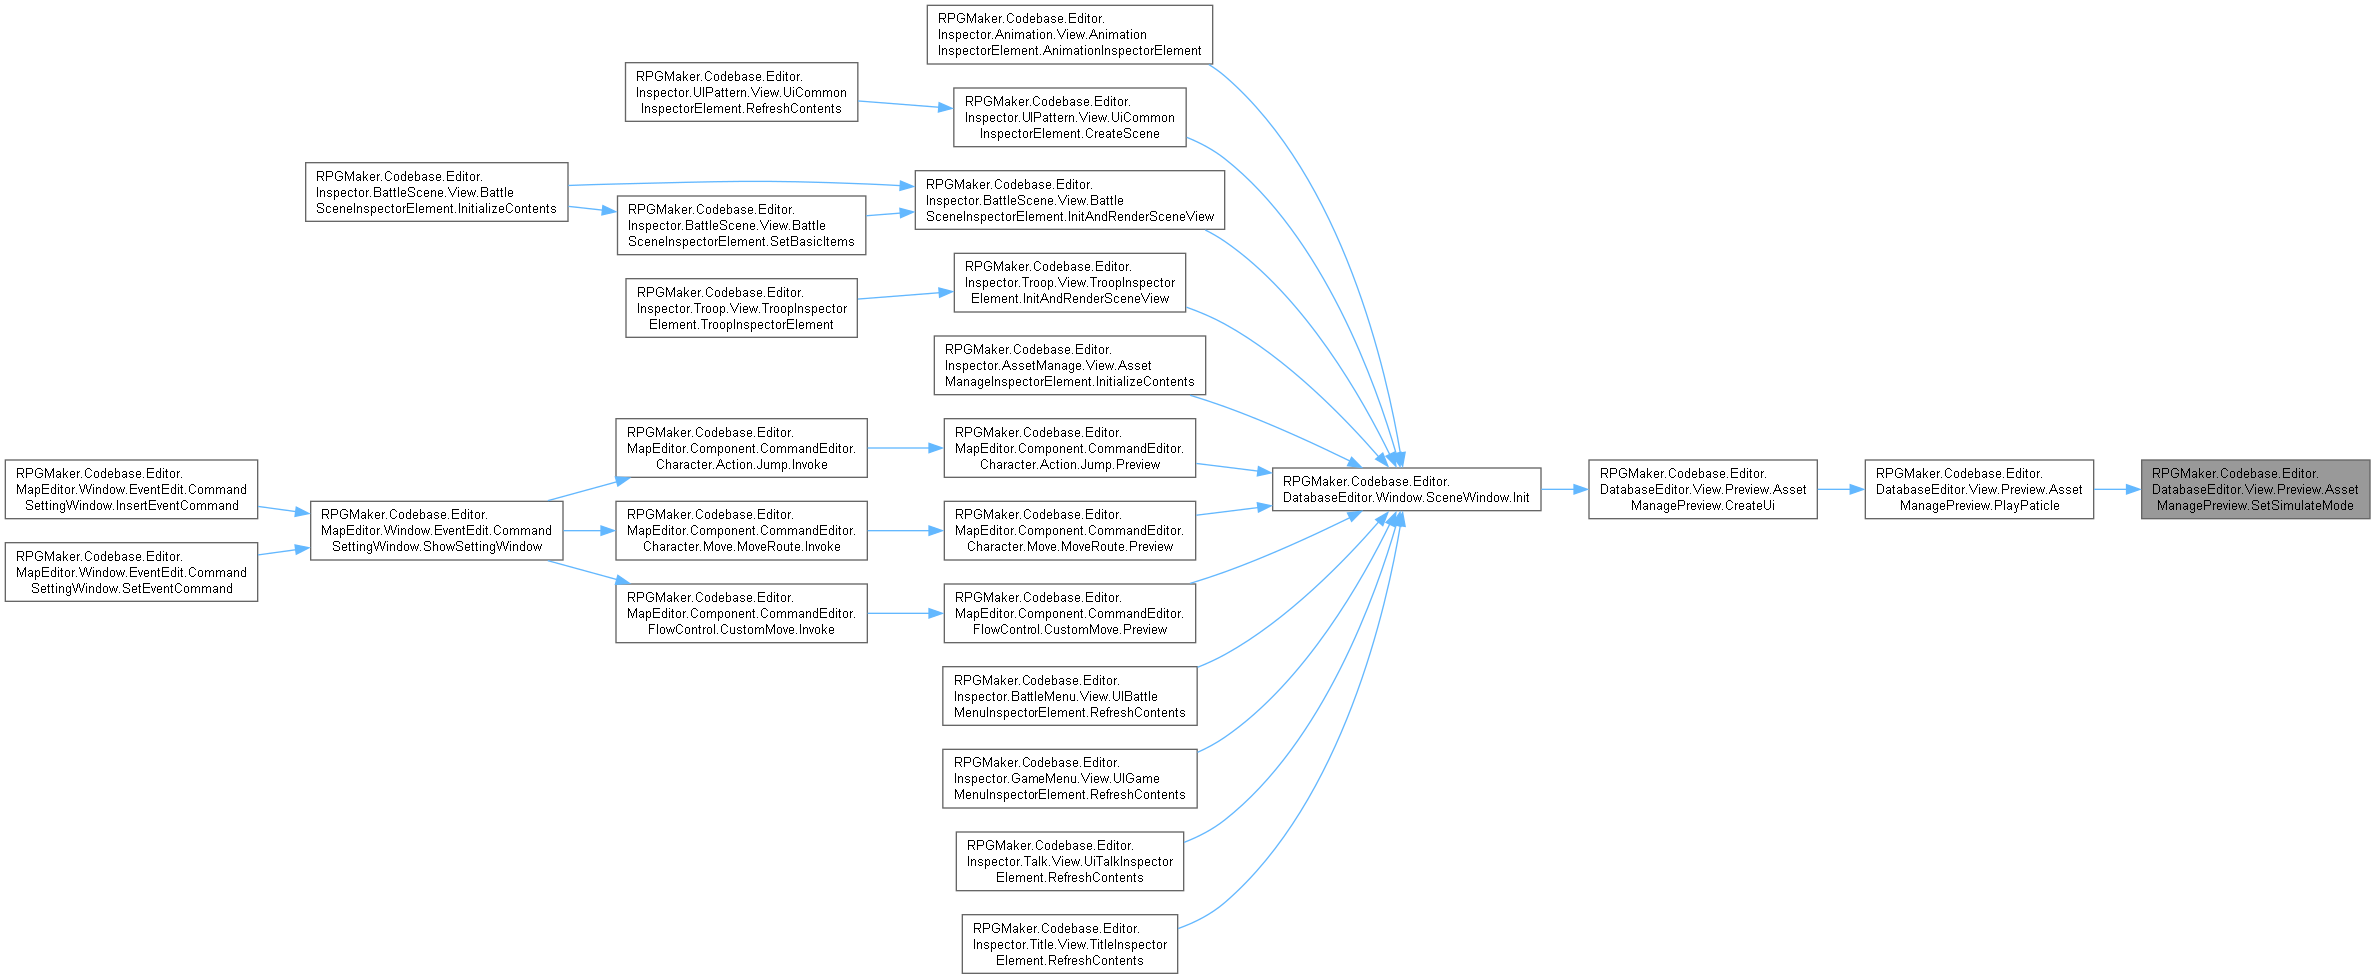 RPGMaker.Codebase.Editor.
Inspector.Animation.View.Animation
InspectorElement.AnimationInspectorElement
RPGMaker.Codebase.Editor.
Inspector.UIPattern.View.UiCommon
InspectorElement.RefreshContents
RPGMaker.Codebase.Editor.
Inspector.UIPattern.View.UiCommon
InspectorElement.CreateScene
RPGMaker.Codebase.Editor.
Inspector.BattleScene.View.Battle
SceneInspectorElement.InitializeContents
RPGMaker.Codebase.Editor.
Inspector.BattleScene.View.Battle
SceneInspectorElement.SetBasicItems
RPGMaker.Codebase.Editor.
Inspector.BattleScene.View.Battle
SceneInspectorElement.InitAndRenderSceneView
RPGMaker.Codebase.Editor.
Inspector.Troop.View.TroopInspector
Element.TroopInspectorElement
RPGMaker.Codebase.Editor.
Inspector.Troop.View.TroopInspector
Element.InitAndRenderSceneView
RPGMaker.Codebase.Editor.
Inspector.AssetManage.View.Asset
ManageInspectorElement.InitializeContents
RPGMaker.Codebase.Editor.
MapEditor.Window.EventEdit.Command
SettingWindow.InsertEventCommand
RPGMaker.Codebase.Editor.
MapEditor.Window.EventEdit.Command
SettingWindow.SetEventCommand
RPGMaker.Codebase.Editor.
MapEditor.Window.EventEdit.Command
SettingWindow.ShowSettingWindow
RPGMaker.Codebase.Editor.
MapEditor.Component.CommandEditor.
Character.Action.Jump.Invoke
RPGMaker.Codebase.Editor.
MapEditor.Component.CommandEditor.
Character.Move.MoveRoute.Invoke
RPGMaker.Codebase.Editor.
MapEditor.Component.CommandEditor.
FlowControl.CustomMove.Invoke
RPGMaker.Codebase.Editor.
MapEditor.Component.CommandEditor.
Character.Action.Jump.Preview
RPGMaker.Codebase.Editor.
MapEditor.Component.CommandEditor.
Character.Move.MoveRoute.Preview
RPGMaker.Codebase.Editor.
MapEditor.Component.CommandEditor.
FlowControl.CustomMove.Preview
RPGMaker.Codebase.Editor.
Inspector.BattleMenu.View.UIBattle
MenuInspectorElement.RefreshContents
RPGMaker.Codebase.Editor.
Inspector.GameMenu.View.UIGame
MenuInspectorElement.RefreshContents
RPGMaker.Codebase.Editor.
Inspector.Talk.View.UiTalkInspector
Element.RefreshContents
RPGMaker.Codebase.Editor.
Inspector.Title.View.TitleInspector
Element.RefreshContents
RPGMaker.Codebase.Editor.
DatabaseEditor.Window.SceneWindow.Init
RPGMaker.Codebase.Editor.
DatabaseEditor.View.Preview.Asset
ManagePreview.CreateUi
RPGMaker.Codebase.Editor.
DatabaseEditor.View.Preview.Asset
ManagePreview.PlayPaticle
RPGMaker.Codebase.Editor.
DatabaseEditor.View.Preview.Asset
ManagePreview.SetSimulateMode